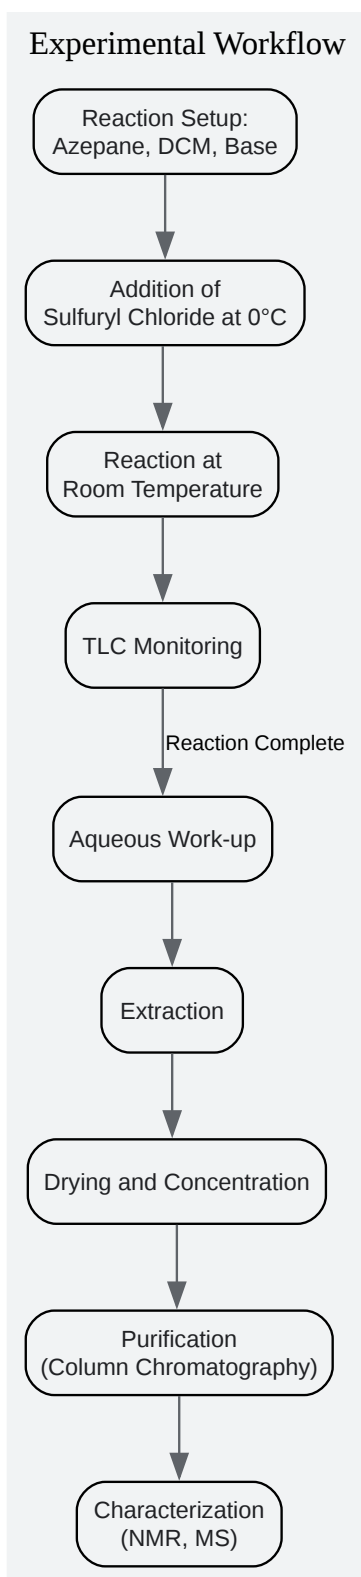 Experimental Workflow
Reaction Setup:
Azepane, DCM, Base
Addition of
Sulfuryl Chloride at 0°C
Reaction at
Room Temperature
TLC Monitoring
Reaction Complete
Aqueous Work-up
Extraction
Drying and Concentration
Purification
(Column Chromatography)
Characterization
(NMR, MS)